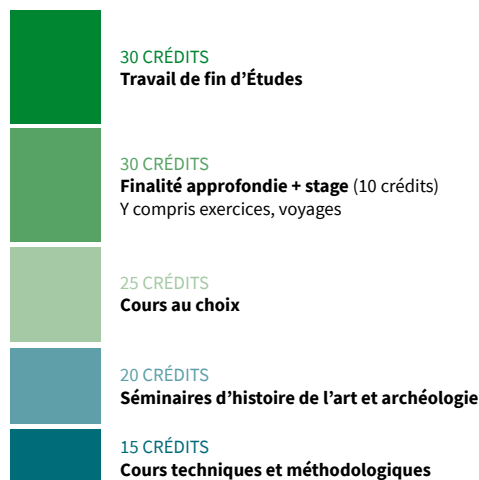 30 CRÉDITS
Travail de fin d’Études
30 CRÉDITS
Finalité approfondie + stage (10 crédits)
Y compris exercices, voyages
25 CRÉDITS
Cours au choix
20 CRÉDITS
Séminaires d’histoire de l’art et archéologie
15 CRÉDITS
Cours techniques et méthodologiques